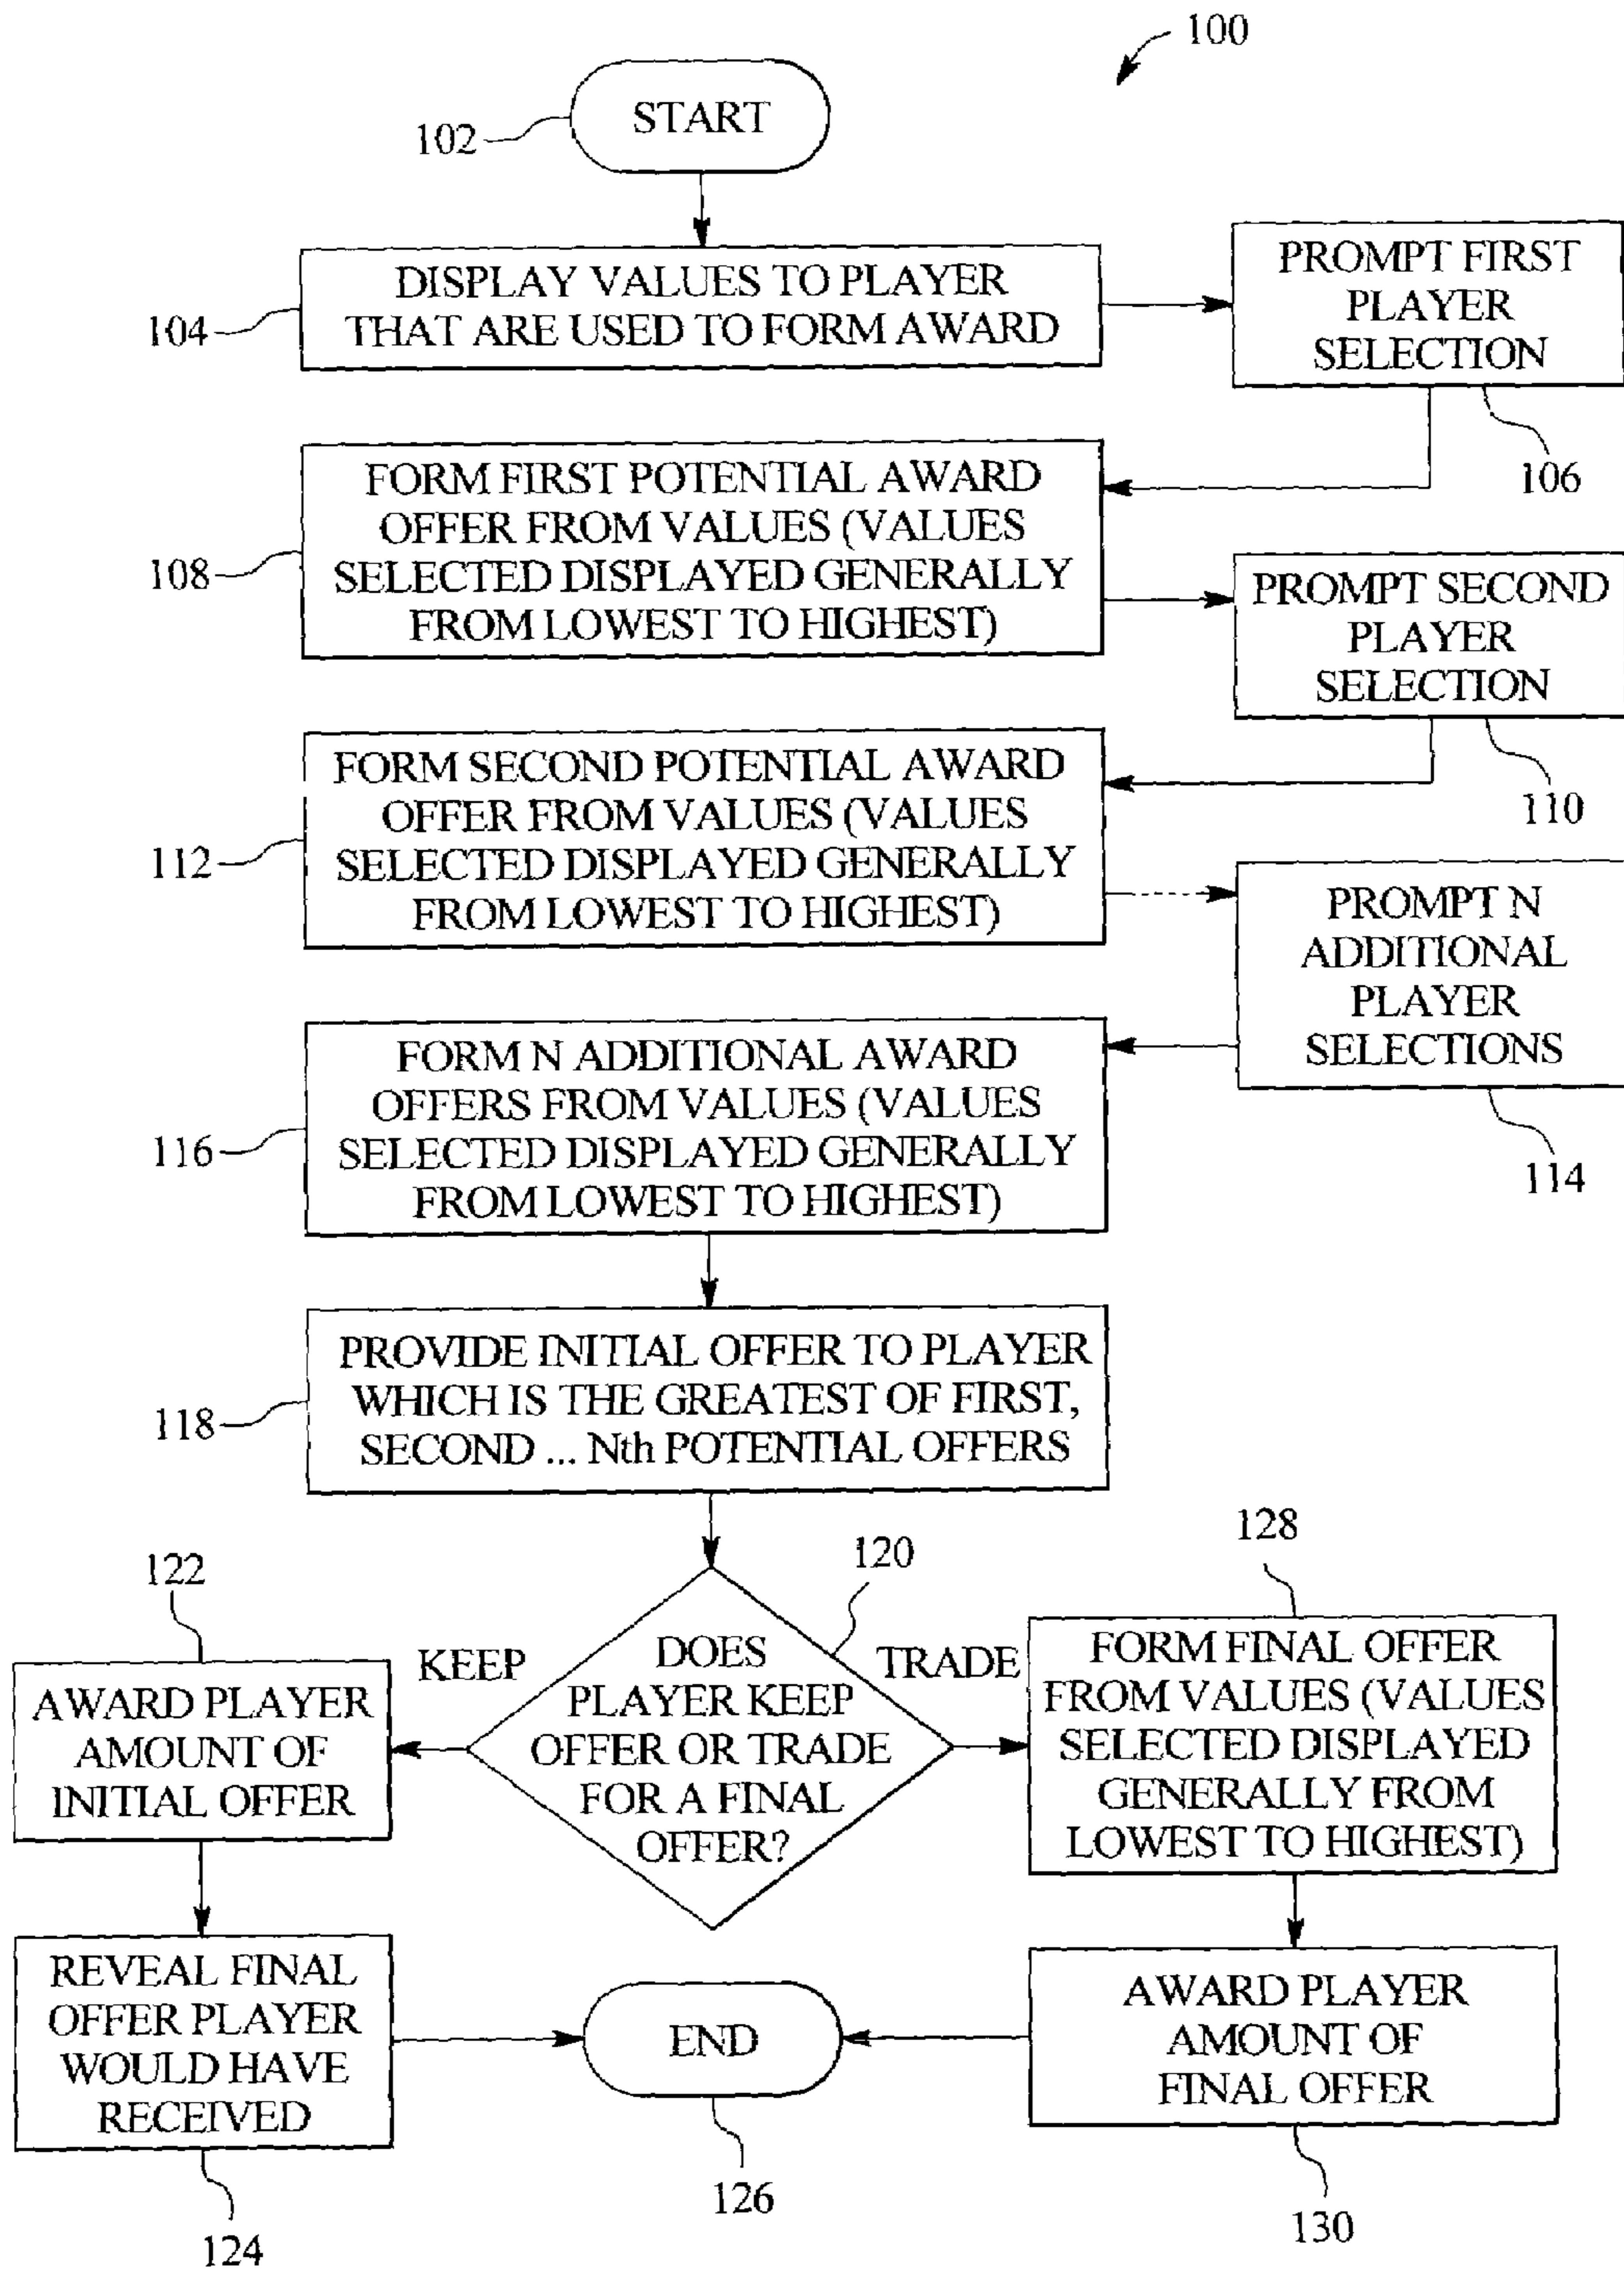 100
START
102
DISPLAY VALUES TO PLAYER
THAT ARE USED TO FORM AWARD
104
PROMPT FIRST
PLAYER
SELECTION
106
FORM FIRST POTENTIAL AWARD
OFFER FROM VALUES (VALUES
SELECTED DISPLAYED GENERALLY
FROM LOWEST TO HIGHEST)
108
PROMPT SECOND
PLAYER
SELECTION
110
FORM SECOND POTENTIAL AWARD
OFFER FROM VALUES (VALUES
SELECTED DISPLAYED GENERALLY
FROM LOWEST TO HIGHEST)
112
PROMPT N
ADDITIONAL
PLAYER
SELECTIONS
114
FORM N ADDITIONAL AWARD
OFFERS FROM VALUES (VALUES
SELECTED DISPLAYED GENERALLY
FROM LOWEST TO HIGHEST)
116
PROVIDE INITIAL OFFER TO PLAYER
WHICH IS THE GREATEST OF FIRST,
SECOND ... Nth POTENTIAL OFFERS
118
120
DOES
PLAYER KEEP
OFFER OR TRADE
FOR A FINAL
OFFER?
KEEP
TRADE
122
AWARD PLAYER
AMOUNT OF
INITIAL OFFER
128
FORM FINAL OFFER
FROM VALUES (VALUES
SELECTED DISPLAYED
GENERALLY FROM
LOWEST TO HIGHEST)
REVEAL FINAL
OFFER PLAYER
WOULD HAVE
RECEIVED
124
END
126
AWARD PLAYER
AMOUNT OF
FINAL OFFER
130